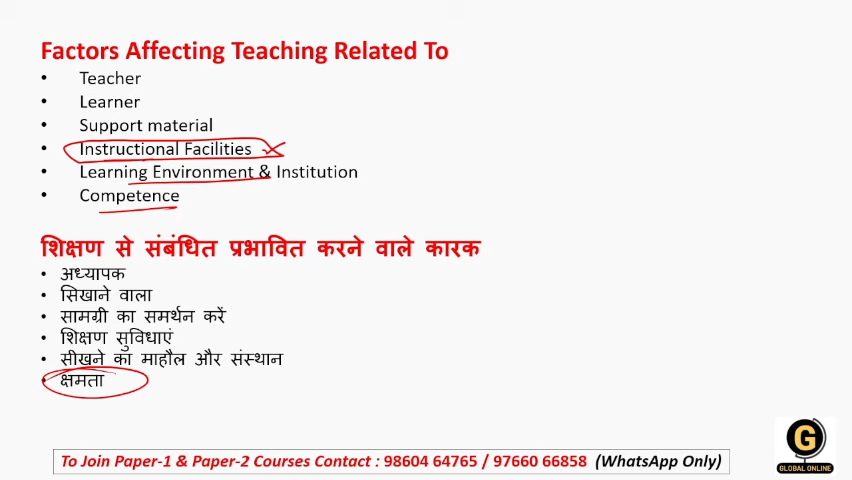 Factors Affecting Teaching Related To
• Teacher
• Learner
• Support material
• Instructional Facilities
• Learning Environment & Institution
• Competence
शिक्षण से संबंधित प्रभावित करने वाले कारक
• अध्यापक
• सिखाने वाला
• सामग्री का समर्थन करें
• शिक्षण सुविधाएं
• सीखने का माहौल और संस्थान
• क्षमता
G
GLOBAL ONLINE
To Join Paper-1 & Paper-2 Courses Contact : 98604 64765 / 97660 66858 (WhatsApp Only)